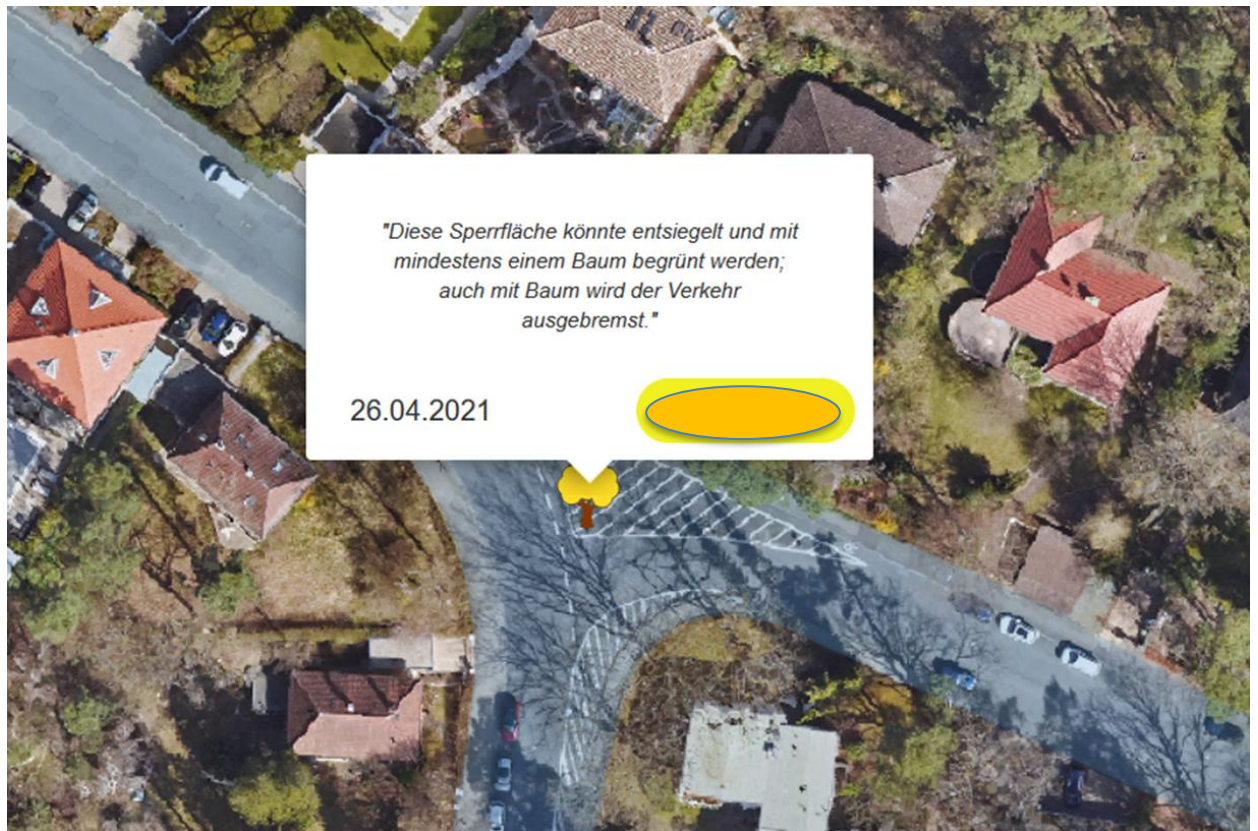 "Diese Sperrfläche könnte entsiegelt und mit
mindestens einem Baum begrünt werden;
auch mit Baum wird der Verkehr
ausgebremst."
26.04.2021